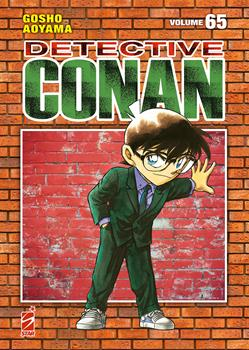 GOSHO
AOYAMA
VOLUME 65
DETECTIVE
CONAN
STAR